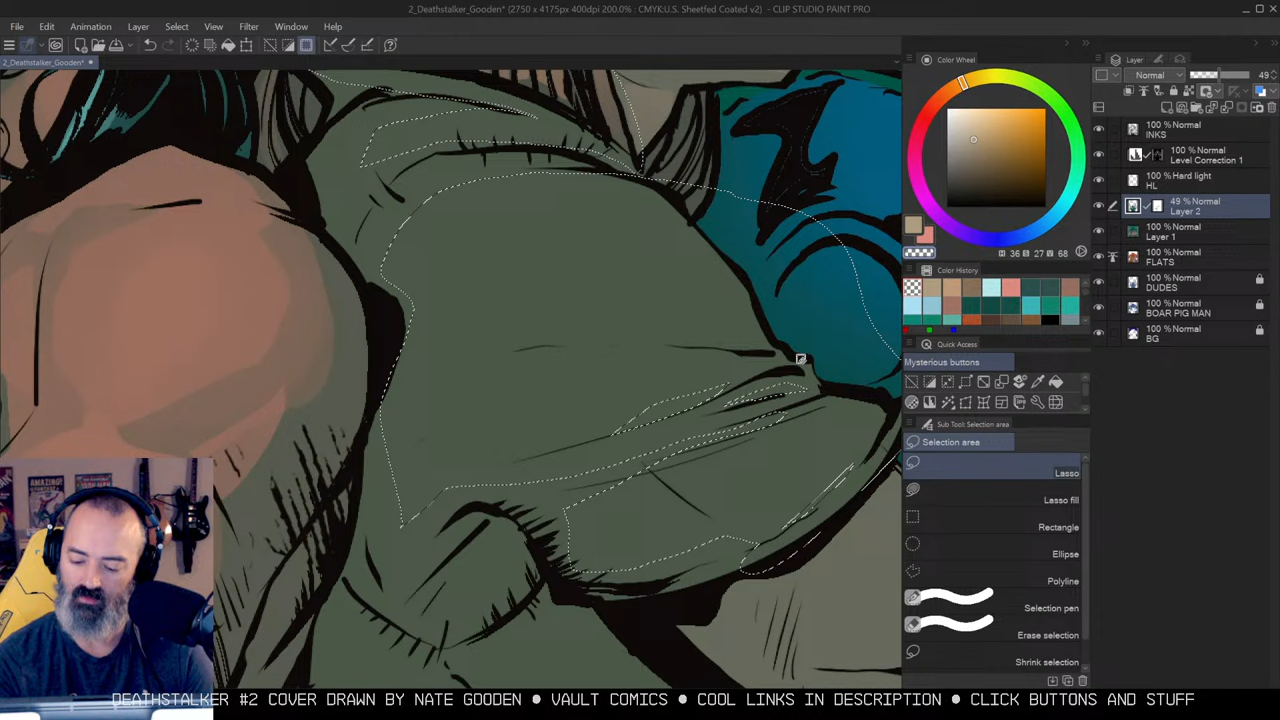 2_Deathstalker_Gooden* (2750 x 4175px 400dpi 200.0% : CMYK:U.S. Sheetfed Coated v2) - CLIP STUDIO PAINT PRO
File Edit Animation Layer Select View Filter Window Help
2_Deathstalker_Gooden*
Color Wheel
H 36 S 27 V 68
Color History
Quick Access
Mysterious buttons
Sub Tool: Selection area
Selection area
Lasso
Lasso fill
Rectangle
Ellipse
Polyline
Selection pen
Erase selection
Shrink selection
Layer
Normal 49
100 % Normal
INKS
100 % Normal
Level Correction 1
100 % Hard light
HL
49 % Normal
Layer 2
100 % Normal
Layer 1
100 % Normal
FLATS
100 % Normal
DUDES
100 % Normal
BOAR PIG MAN
100 % Normal
BG
AMAZING
DEATHSTALKER #2 COVER DRAWN BY NATE GOODEN ● VAULT COMICS ● COOL LINKS IN DESCRIPTION ● CLICK BUTTONS AND STUFF